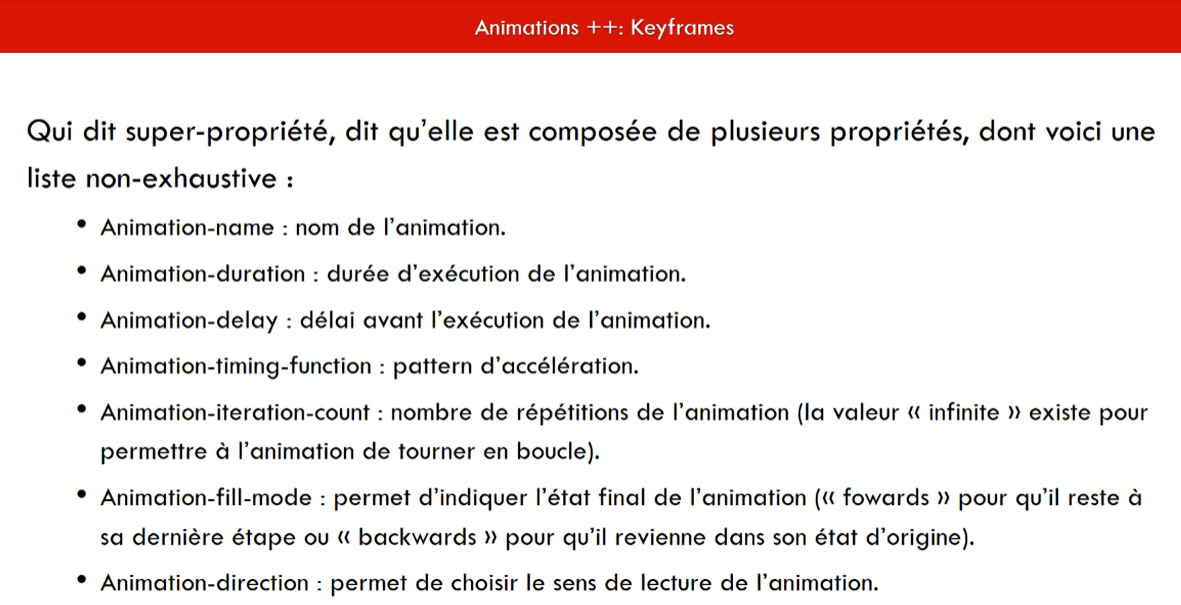 Animations ++: Keyframes
Qui dit super-propriété, dit qu'elle est composée de plusieurs propriétés, dont voici une
liste non-exhaustive :
• Animation-name : nom de l'animation.
• Animation-duration : durée d'exécution de l'animation.
• Animation-delay : délai avant l'exécution de l'animation.
• Animation-timing-function : pattern d'accélération.
• Animation-iteration-count : nombre de répétitions de l'animation (la valeur « infinite » existe pour
permettre à l'animation de tourner en boucle).
• Animation-fill-mode : permet d'indiquer l'état final de l'animation (« fowards » pour qu'il reste à
sa dernière étape ou « backwards » pour qu'il revienne dans son état d'origine).
• Animation-direction : permet de choisir le sens de lecture de l'animation.